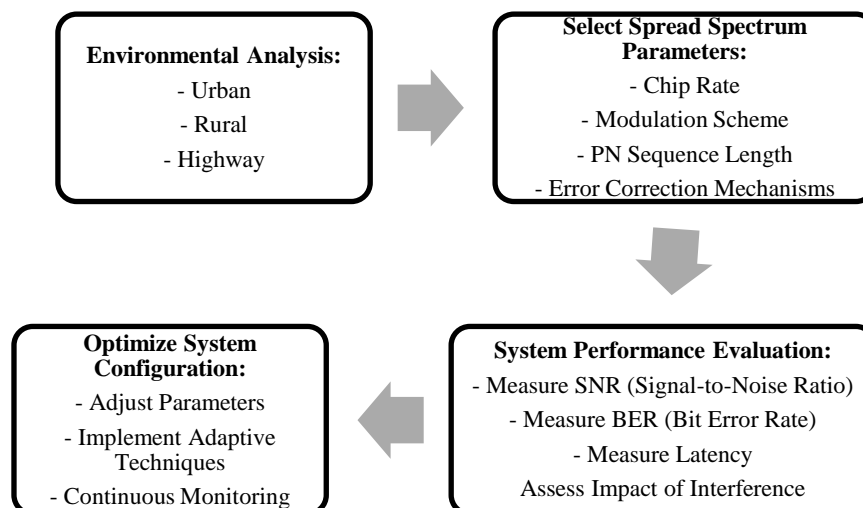 Environmental Analysis:
- Urban
- Rural
- Highway
Select Spread Spectrum
Parameters:
- Chip Rate
- Modulation Scheme
- PN Sequence Length
- Error Correction Mechanisms
System Performance Evaluation:
- Measure SNR (Signal-to-Noise Ratio)
- Measure BER (Bit Error Rate)
- Measure Latency
Assess Impact of Interference
Optimize System
Configuration:
- Adjust Parameters
- Implement Adaptive
Techniques
- Continuous Monitoring